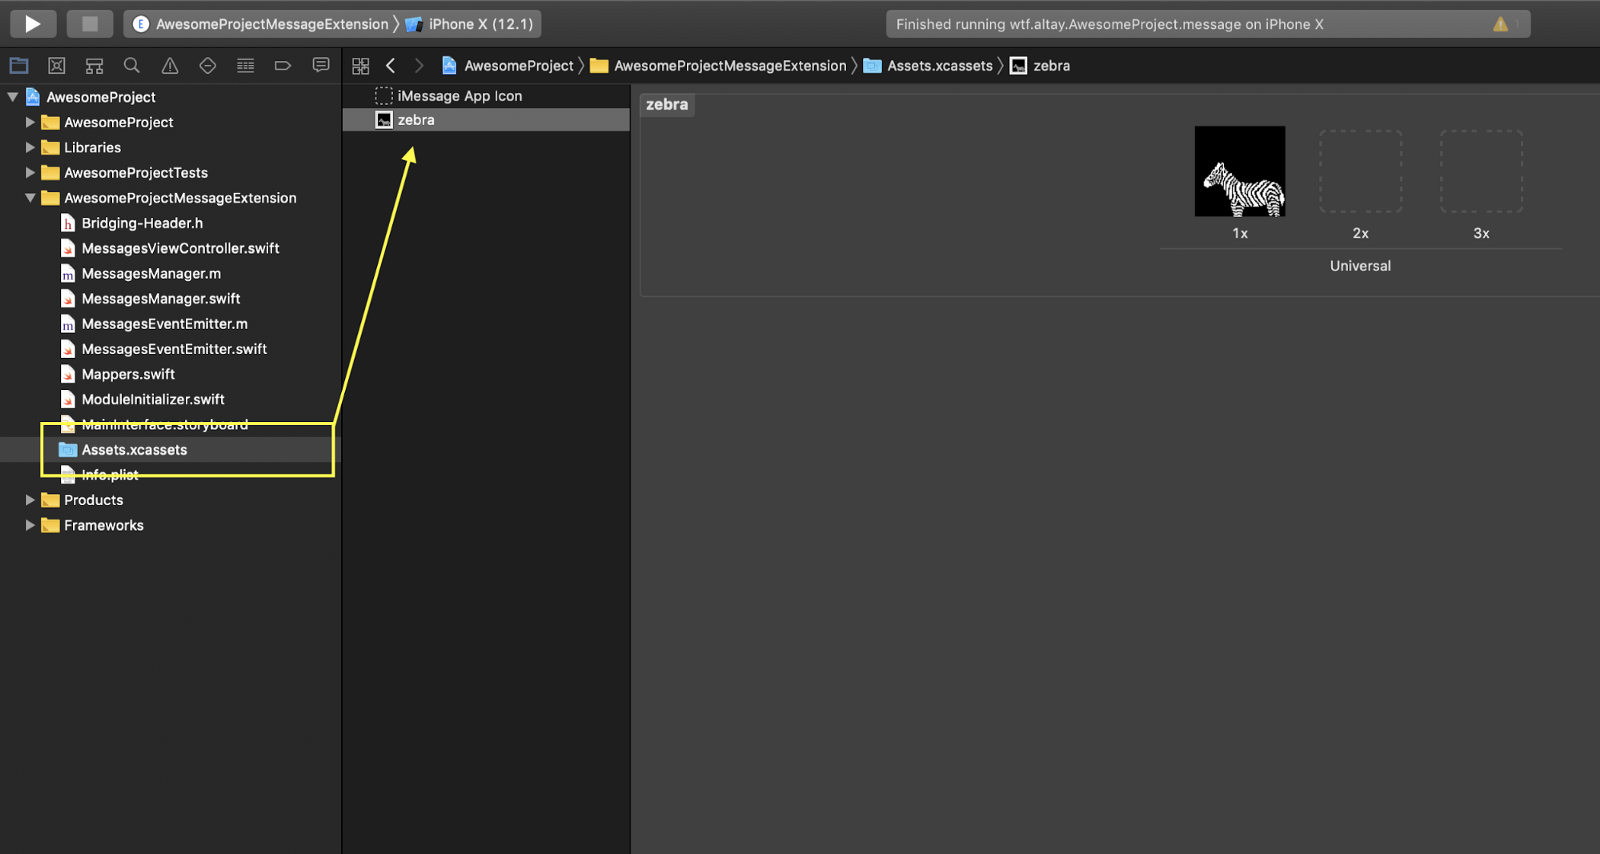 AwesomeProjectMessageExtension iPhone X (12.1)
Finished running wtf.altay.AwesomeProject.message on iPhone X 1
AwesomeProject AwesomeProjectMessageExtension Assets.xcassets zebra
AwesomeProject
AwesomeProject
Libraries
AwesomeProjectTests
AwesomeProjectMessageExtension
Bridging-Header.h
MessagesViewController.swift
MessagesManager.m
MessagesManager.swift
MessagesEventEmitter.m
MessagesEventEmitter.swift
Mappers.swift
ModuleInitializer.swift
MainInterface.storyboard
Assets.xcassets
Info.plist
Products
Frameworks
iMessage App Icon
zebra
zebra
1x 2x 3x
Universal